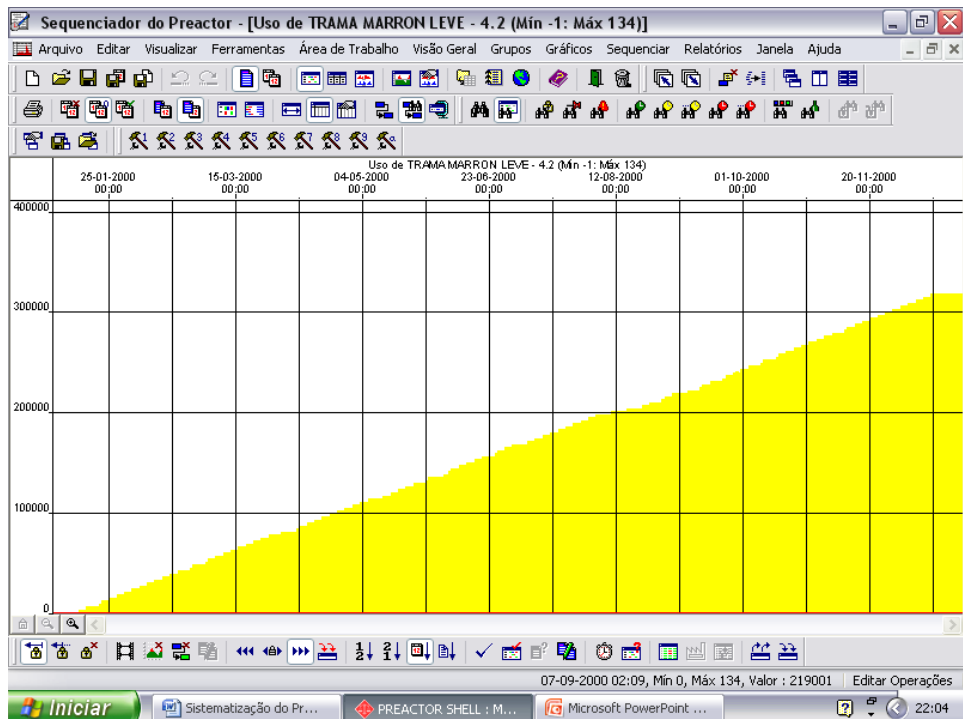 Sequenciador do Preactor - [Uso de TRAMA MARRON LEVE - 4.2 (Mín -1: Máx 134)]
Arquivo Editar Visualizar Ferramentas Área de Trabalho Visão Geral Grupos Gráficos Sequenciar Relatórios Janela Ajuda
Uso de TRAMA MARRON LEVE - 4.2 (Mín -1: Máx 134)
25-01-2000 15-03-2000 04-05-2000 23-06-2000 12-08-2000 01-10-2000 20-11-2000
00:00 00:00 00:00 00:00 00:00 00:00 00:00
400000
300000
200000
100000
0
07-09-2000 02:09, Mín 0, Máx 134, Valor : 219001 Editar Operações
Iniciar Sistematização do Pr... PREACTOR SHELL : M... Microsoft PowerPoint ... 22:04